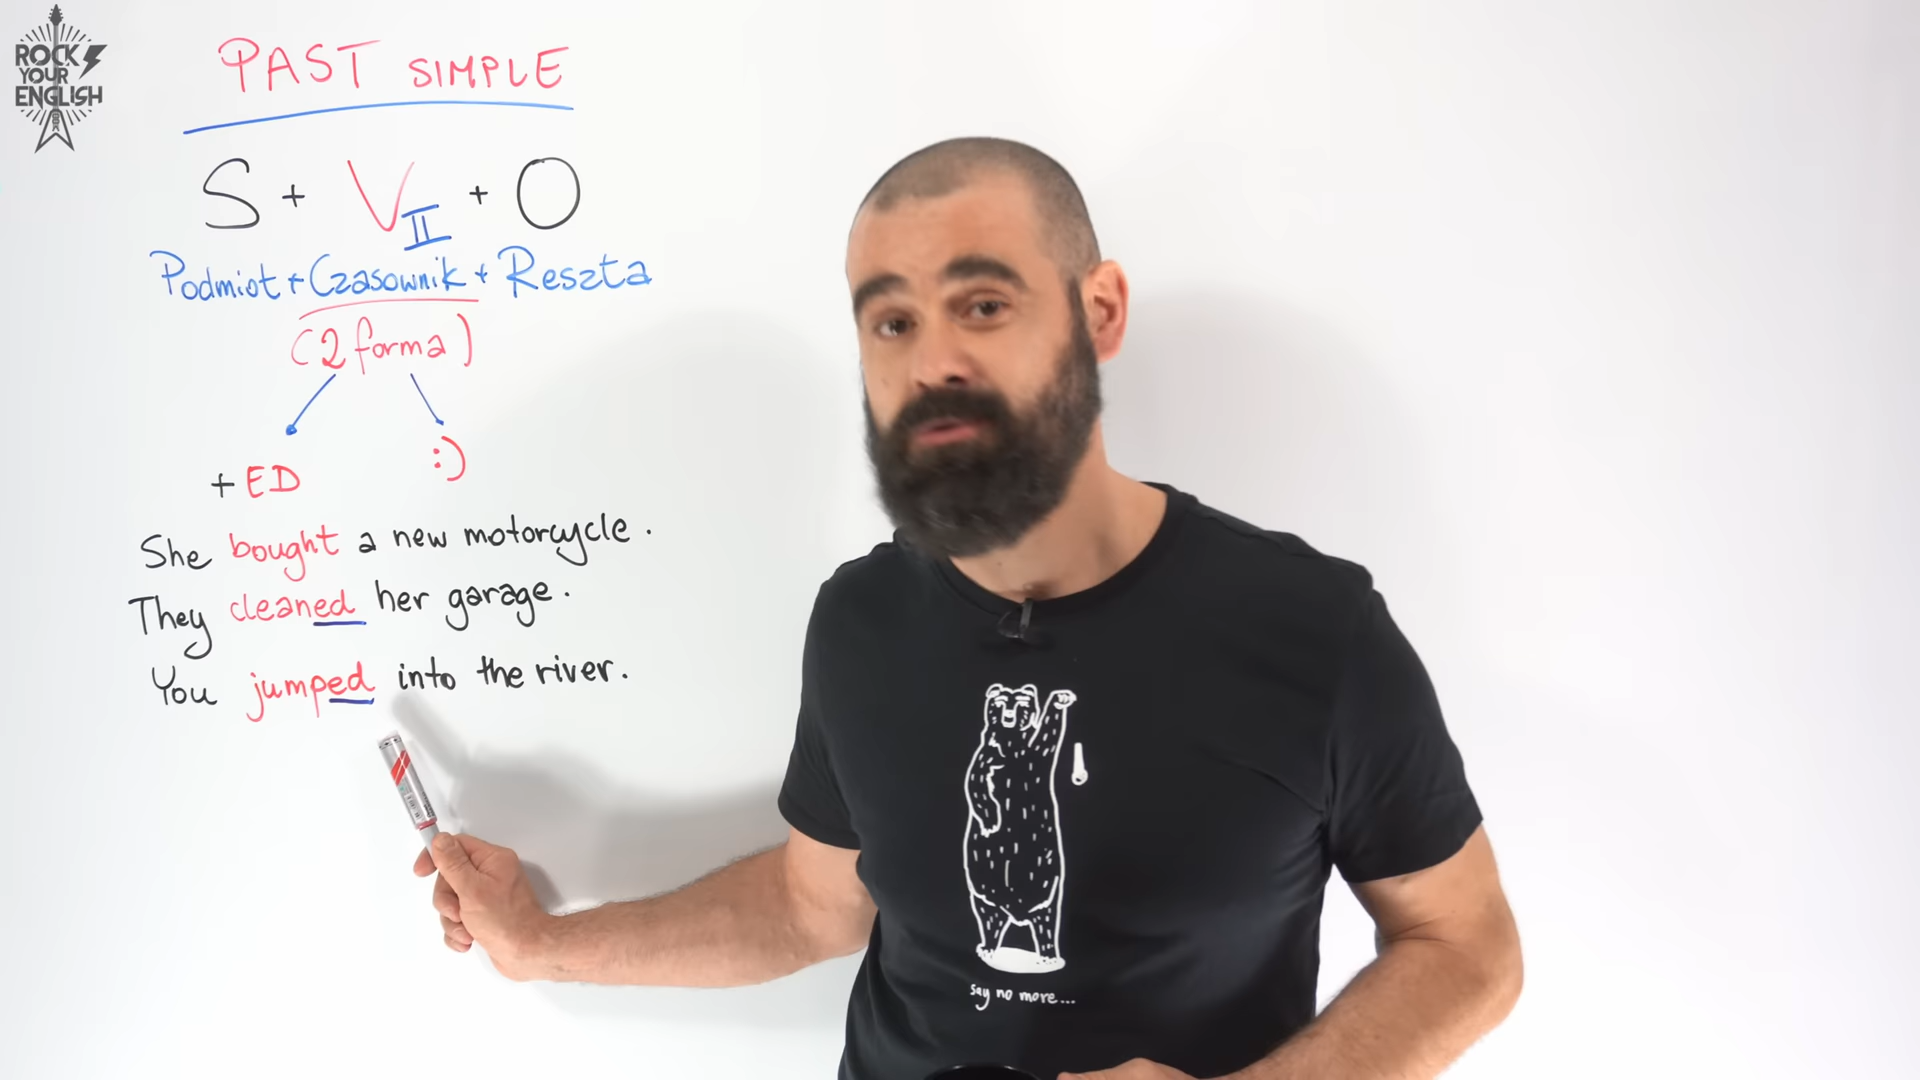 ROCK
YOUR
ENGLISH
PAST SIMPLE
S + V II + O
Podmiot + Czasownik + Reszta
(2 forma)
+ ED :)
She bought a new motorcycle.
They cleaned her garage.
You jumped into the river.
say no more...